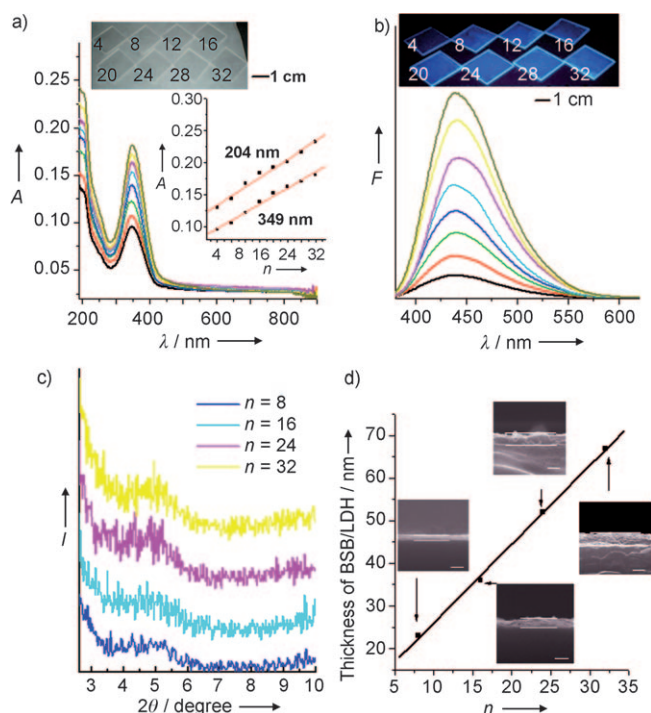 a)
4 8 12 16
20 24 28 32
1 cm
0.25
0.20
0.15
0.10
0.05
A
0.30
0.25
0.20
0.15
0.10
A
204 nm
349 nm
4 8 12 16 20 24 28 32
n
200 400 600 800
λ / nm
b)
4 8 12 16
20 24 28 32
1 cm
F
400 450 500 550 600
λ / nm
c)
n = 8
n = 16
n = 24
n = 32
I
3 4 5 6 7 8 9 10
2θ / degree
d)
Thickness of BSB/LDH / nm
70
60
50
40
30
20
5 10 15 20 25 30 35
n